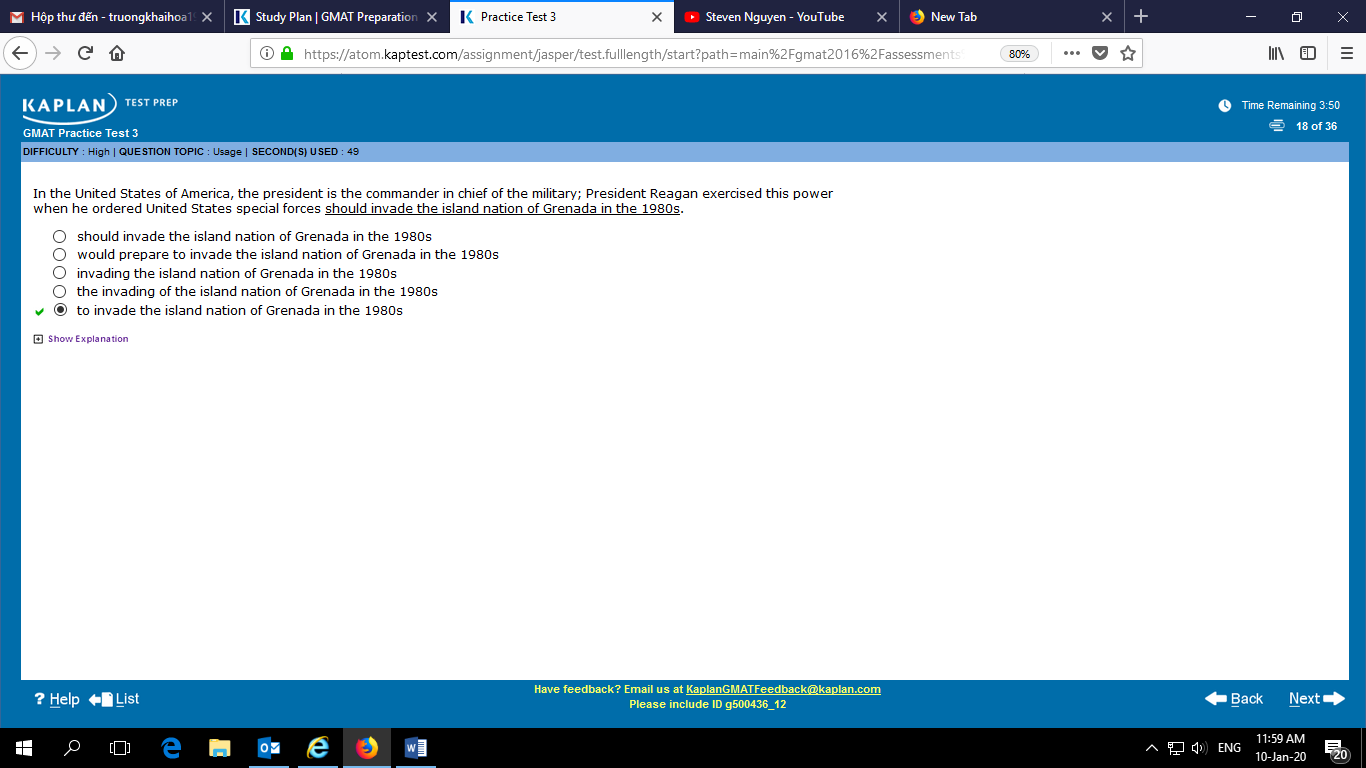 Hộp thư đến - truongkhaihoa1
Study Plan | GMAT Preparation
Practice Test 3
Steven Nguyen - YouTube
New Tab
https://atom.kaptest.com/assignment/jasper/test.fulllength/start?path=main%2Fgmat2016%2Fassessments
80%
KAPLAN TEST PREP
Time Remaining 3:50
GMAT Practice Test 3
18 of 36
DIFFICULTY : High | QUESTION TOPIC : Usage | SECOND(S) USED : 49
In the United States of America, the president is the commander in chief of the military; President Reagan exercised this power
when he ordered United States special forces should invade the island nation of Grenada in the 1980s.
should invade the island nation of Grenada in the 1980s
would prepare to invade the island nation of Grenada in the 1980s
invading the island nation of Grenada in the 1980s
the invading of the island nation of Grenada in the 1980s
to invade the island nation of Grenada in the 1980s
Show Explanation
? Help
List
Have feedback? Email us at KaplanGMATFeedback@kaplan.com
Please include ID g500436_12
Back
Next
ENG
11:59 AM
10-Jan-20
20